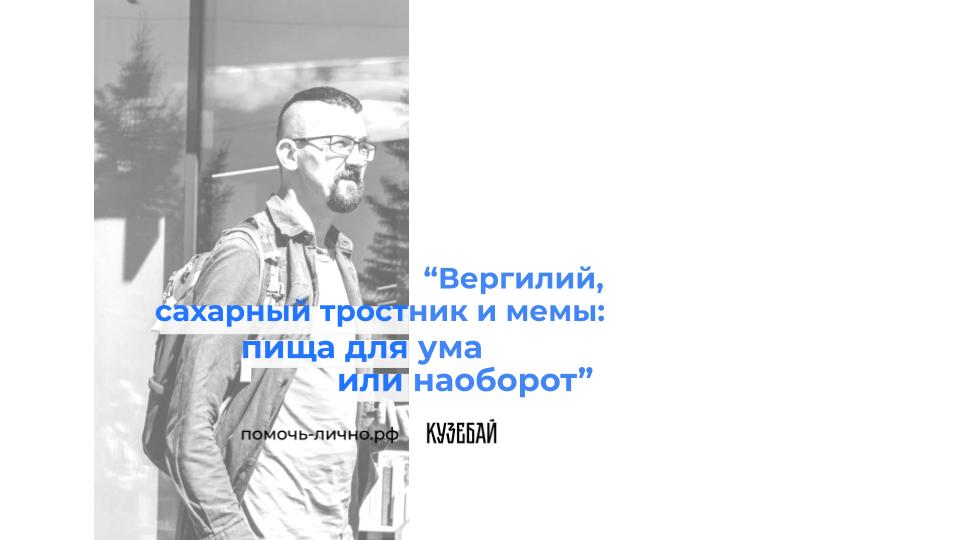 “Вергилий,
сахарный тростник и мемы:
пища для ума
или наоборот”
помочь-лично.рф КУЗЕБАЙ